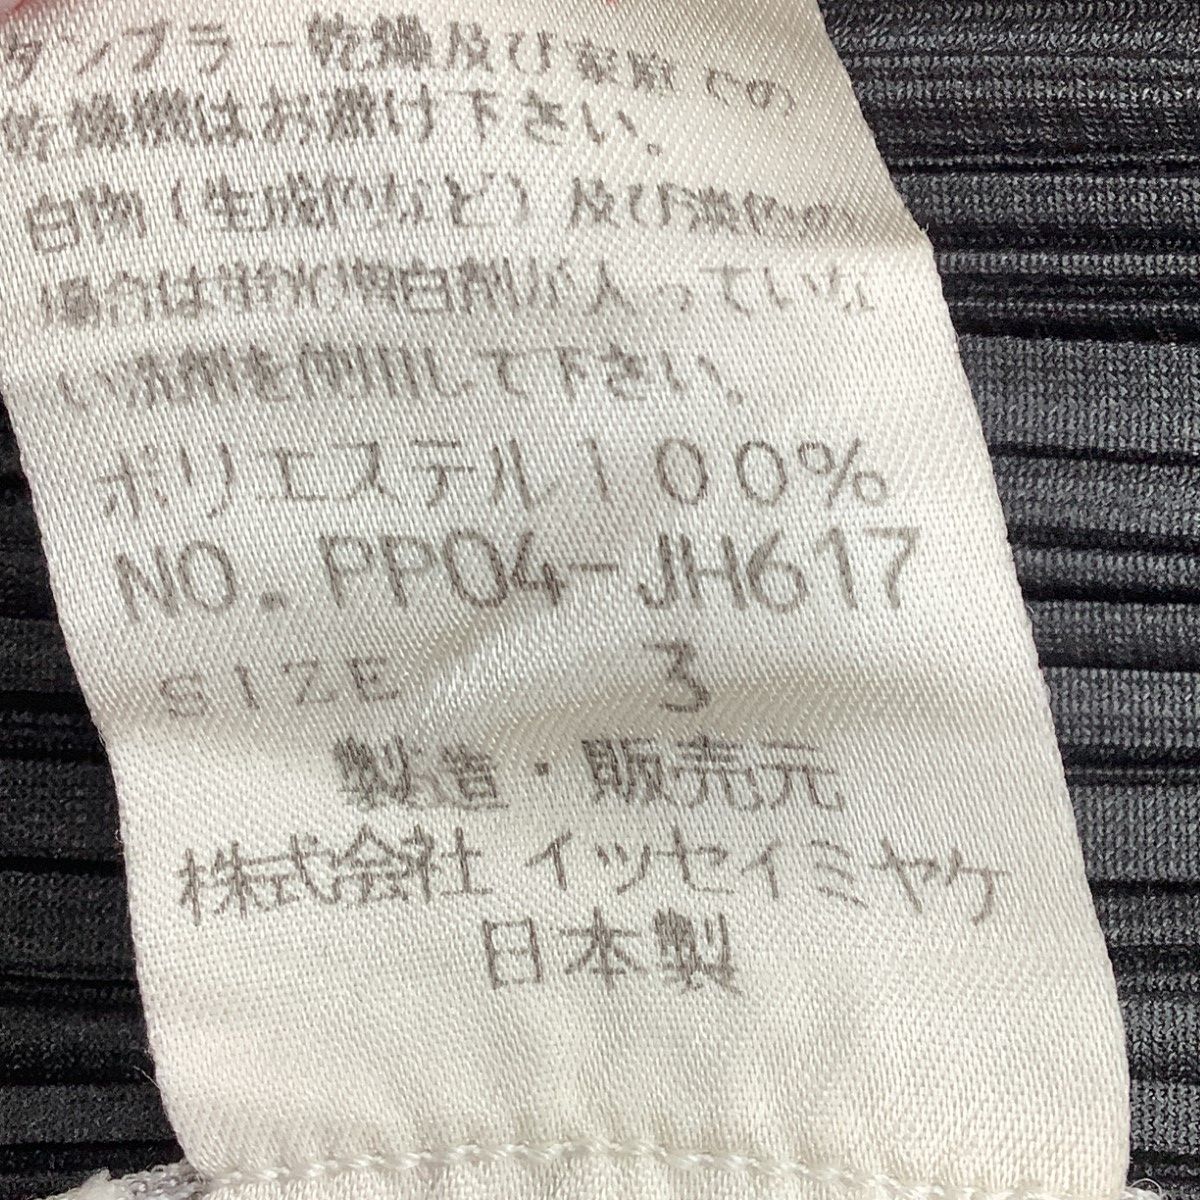 タンブラー乾燥及び家庭での
乾燥機はお避け下さい。
白物(生成りなど)及び淡色の
場合は蛍光増白剤が入っていな
い洗剤を使用して下さい。
ポリエステル100%
NO.PP04-JH617
SIZE 3
製造・販売元
株式会社イッセイミヤケ
日本製